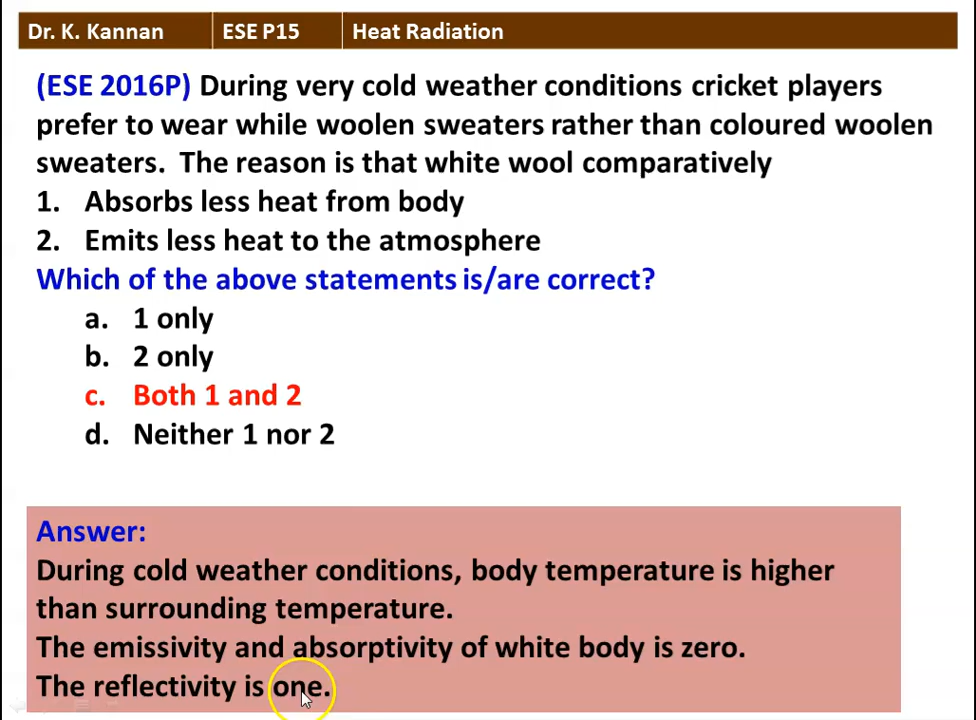 Dr. K. Kannan ESE P15 Heat Radiation
(ESE 2016P) During very cold weather conditions cricket players
prefer to wear while woolen sweaters rather than coloured woolen
sweaters. The reason is that white wool comparatively
1. Absorbs less heat from body
2. Emits less heat to the atmosphere
Which of the above statements is/are correct?
a. 1 only
b. 2 only
c. Both 1 and 2
d. Neither 1 nor 2
Answer:
During cold weather conditions, body temperature is higher
than surrounding temperature.
The emissivity and absorptivity of white body is zero.
The reflectivity is one.